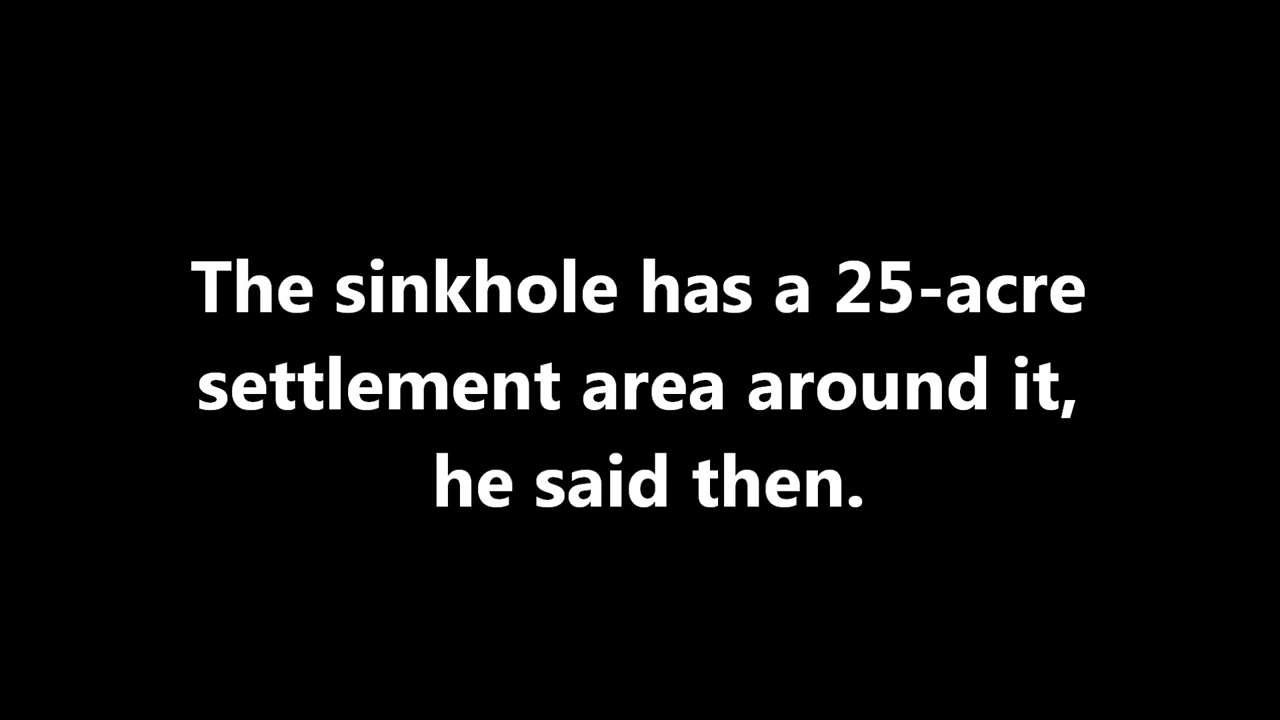 The sinkhole has a 25-acre
settlement area around it,
he said then.